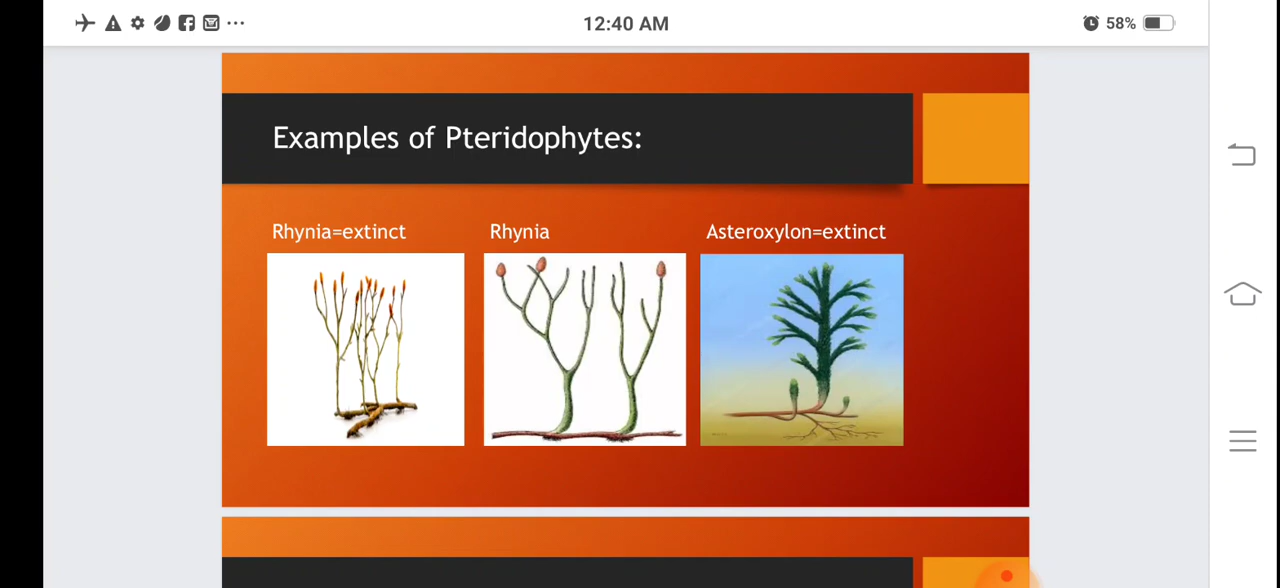 12:40 AM
58%
Examples of Pteridophytes:
Rhynia=extinct
Rhynia
Asteroxylon=extinct